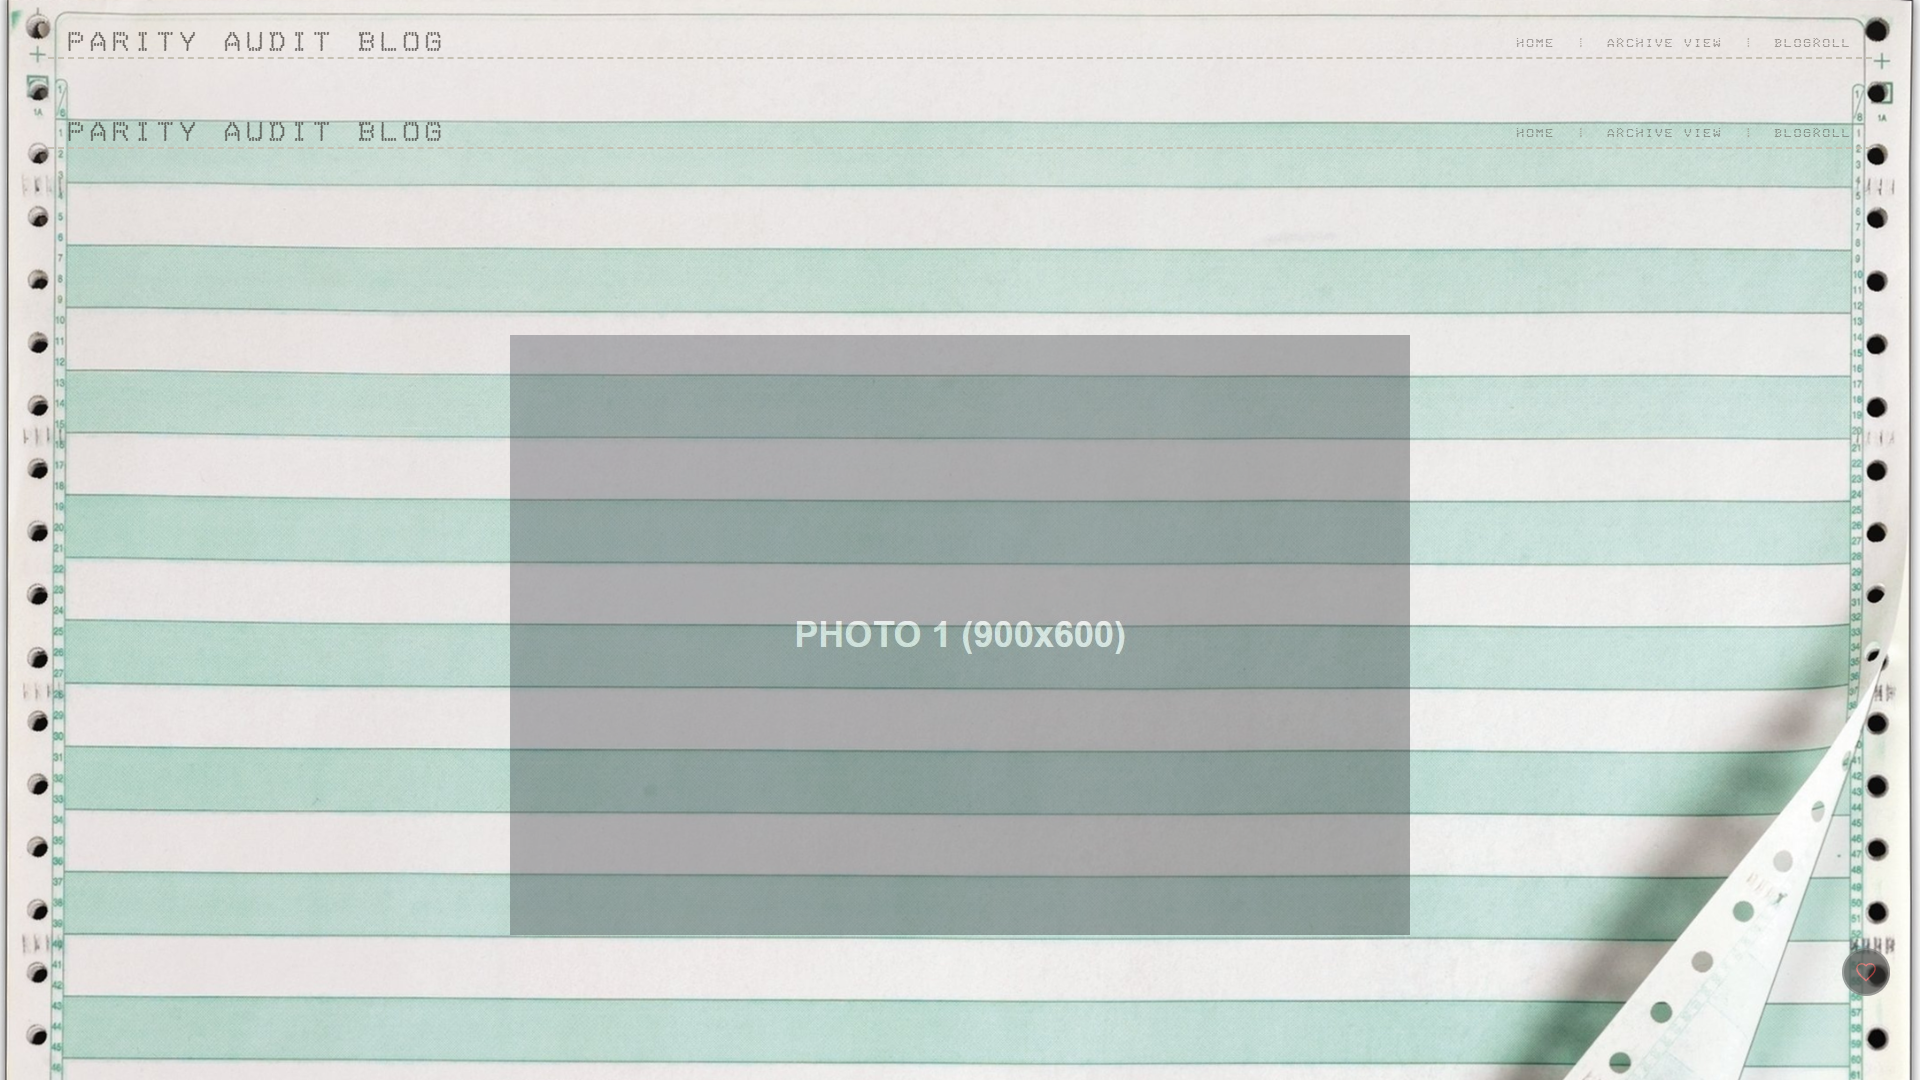 PARITY AUDIT BLOG
HOME | ARCHIVE VIEW | BLOGROLL
PARITY AUDIT BLOG
HOME | ARCHIVE VIEW | BLOGROLL
PHOTO 1 (900x600)